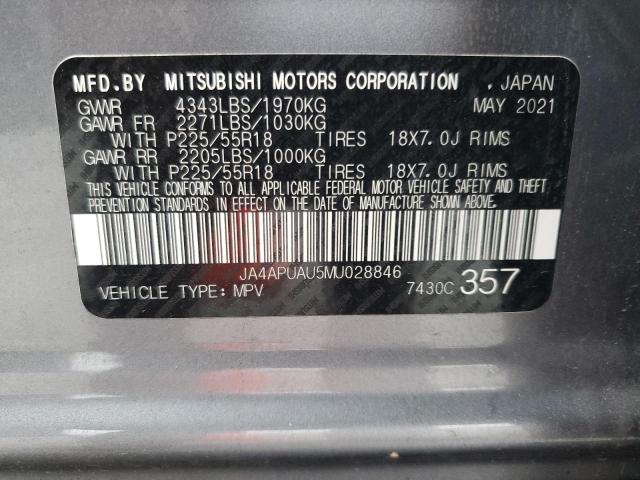 MFD.BY MITSUBISHI MOTORS CORPORATION , JAPAN
GVWR 4343LBS/1970KG MAY 2021
GAWR FR 2271LBS/1030KG
WITH P225/55R18 TIRES 18X7.0J RIMS
GAWR RR 2205LBS/1000KG
WITH P225/55R18 TIRES 18X7.0J RIMS
THIS VEHICLE CONFORMS TO ALL APPLICABLE FEDERAL MOTOR VEHICLE SAFETY AND THEFT
PREVENTION STANDARDS IN EFFECT ON THE DATE OF MANUFACTURE SHOWN ABOVE.
JA4APUAU5MU028846
VEHICLE TYPE: MPV 7430C 357